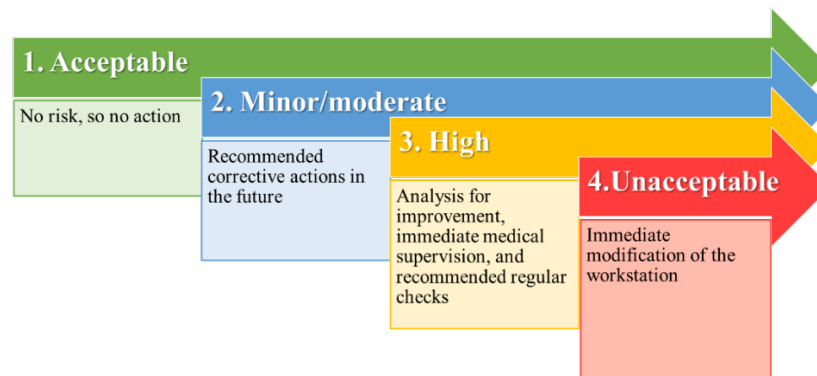 1. Acceptable
No risk, so no action
2. Minor/moderate
Recommended
corrective actions in
the future
3. High
Analysis for
improvement,
immediate medical
supervision, and
recommended regular
checks
4.Unacceptable
Immediate
modification of the
workstation